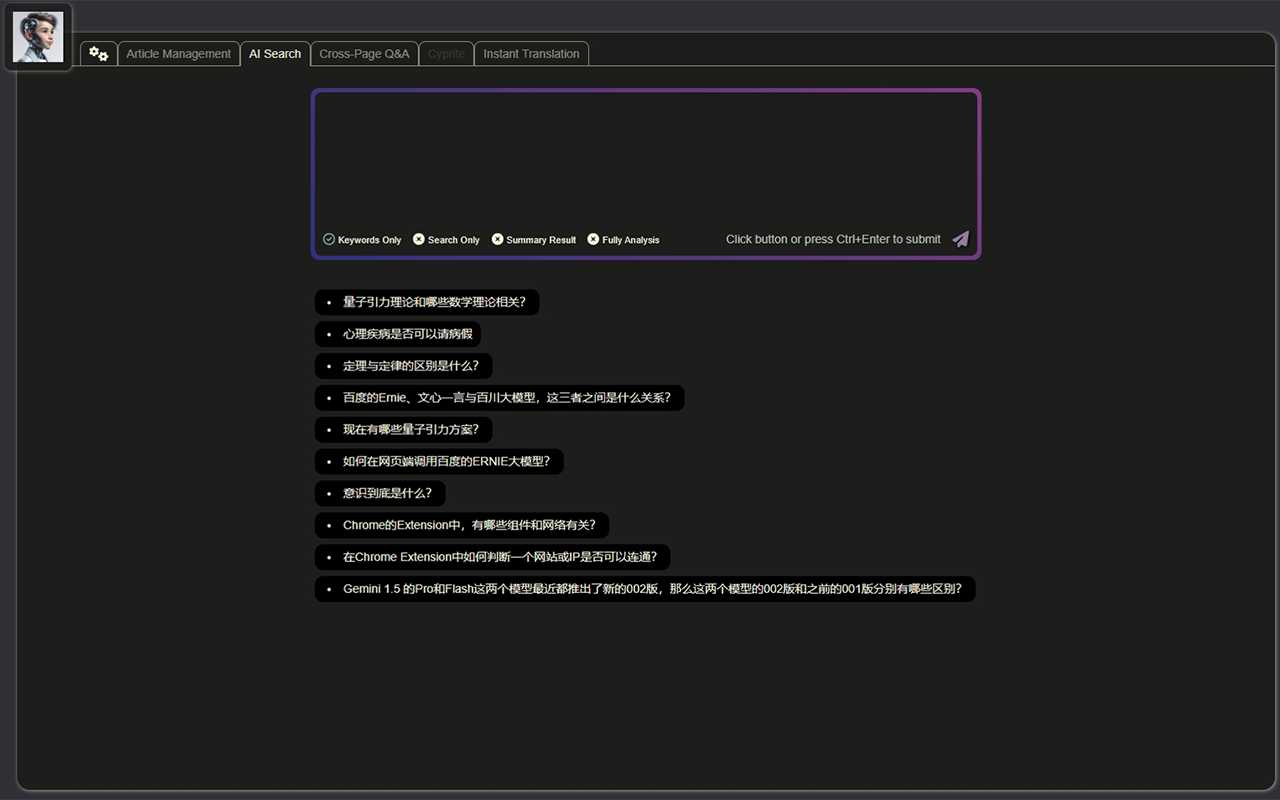 Article Management AI Search Cross-Page Q&A Cyprite Instant Translation
Keywords Only Search Only Summary Result Fully Analysis Click button or press Ctrl+Enter to submit
• 量子引力理论和哪些数学理论相关？
• 心理疾病是否可以请病假
• 定理与定律的区别是什么？
• 百度的Ernie、文心一言与百川大模型，这三者之间是什么关系？
• 现在有哪些量子引力方案？
• 如何在网页端调用百度的ERNIE大模型？
• 意识到底是什么？
• Chrome的Extension中，有哪些组件和网络有关？
• 在Chrome Extension中如何判断一个网站或IP是否可以连通？
• Gemini 1.5 的Pro和Flash这两个模型最近都推出了新的002版，那么这两个模型的002版和之前的001版分别有哪些区别？